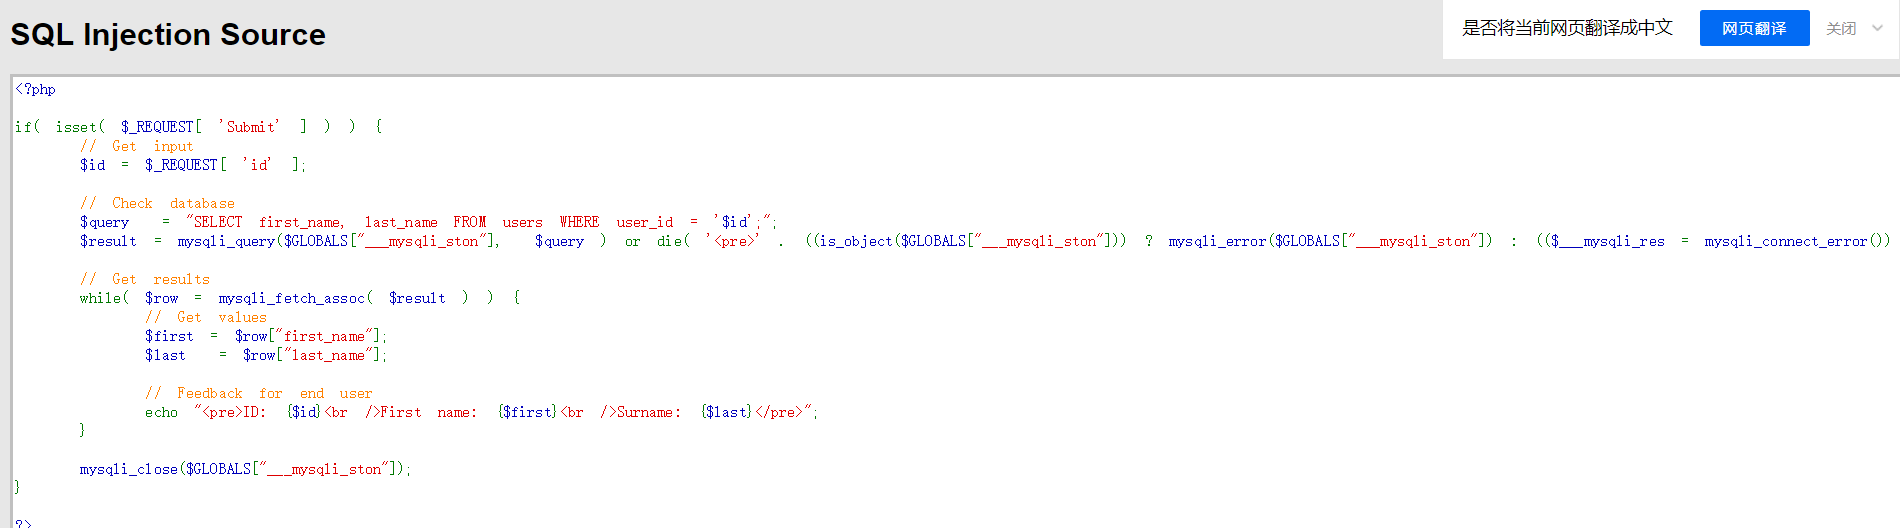 SQL Injection Source
是否将当前网页翻译成中文 网页翻译 关闭
<?php
if( isset( $_REQUEST[ 'Submit' ] ) ) {
// Get input
$id = $_REQUEST[ 'id' ];
// Check database
$query = "SELECT first_name, last_name FROM users WHERE user_id = '$id';";
$result = mysqli_query($GLOBALS["___mysqli_ston"], $query ) or die( '<pre>' . ((is_object($GLOBALS["___mysqli_ston"])) ? mysqli_error($GLOBALS["___mysqli_ston"]) : (($___mysqli_res = mysqli_connect_error())
// Get results
while( $row = mysqli_fetch_assoc( $result ) ) {
// Get values
$first = $row["first_name"];
$last = $row["last_name"];
// Feedback for end user
echo "<pre>ID: {$id}<br />First name: {$first}<br />Surname: {$last}</pre>";
}
mysqli_close($GLOBALS["___mysqli_ston"]);
}
?>